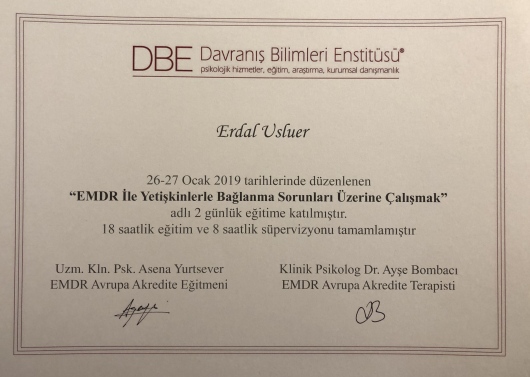 DBE Davranış Bilimleri Enstitüsü®
psikolojik hizmetler, eğitim, araştırma, kurumsal danışmanlık
Erdal Usluer
26-27 Ocak 2019 tarihlerinde düzenlenen
“EMDR İle Yetişkinlerle Bağlanma Sorunları Üzerine Çalışmak”
adlı 2 günlük eğitime katılmıştır.
18 saatlik eğitim ve 8 saatlik süpervizyonu tamamlamıştır
Uzm. Kln. Psk. Asena Yurtsever
EMDR Avrupa Akredite Eğitmeni
Klinik Psikolog Dr. Ayşe Bombacı
EMDR Avrupa Akredite Terapisti